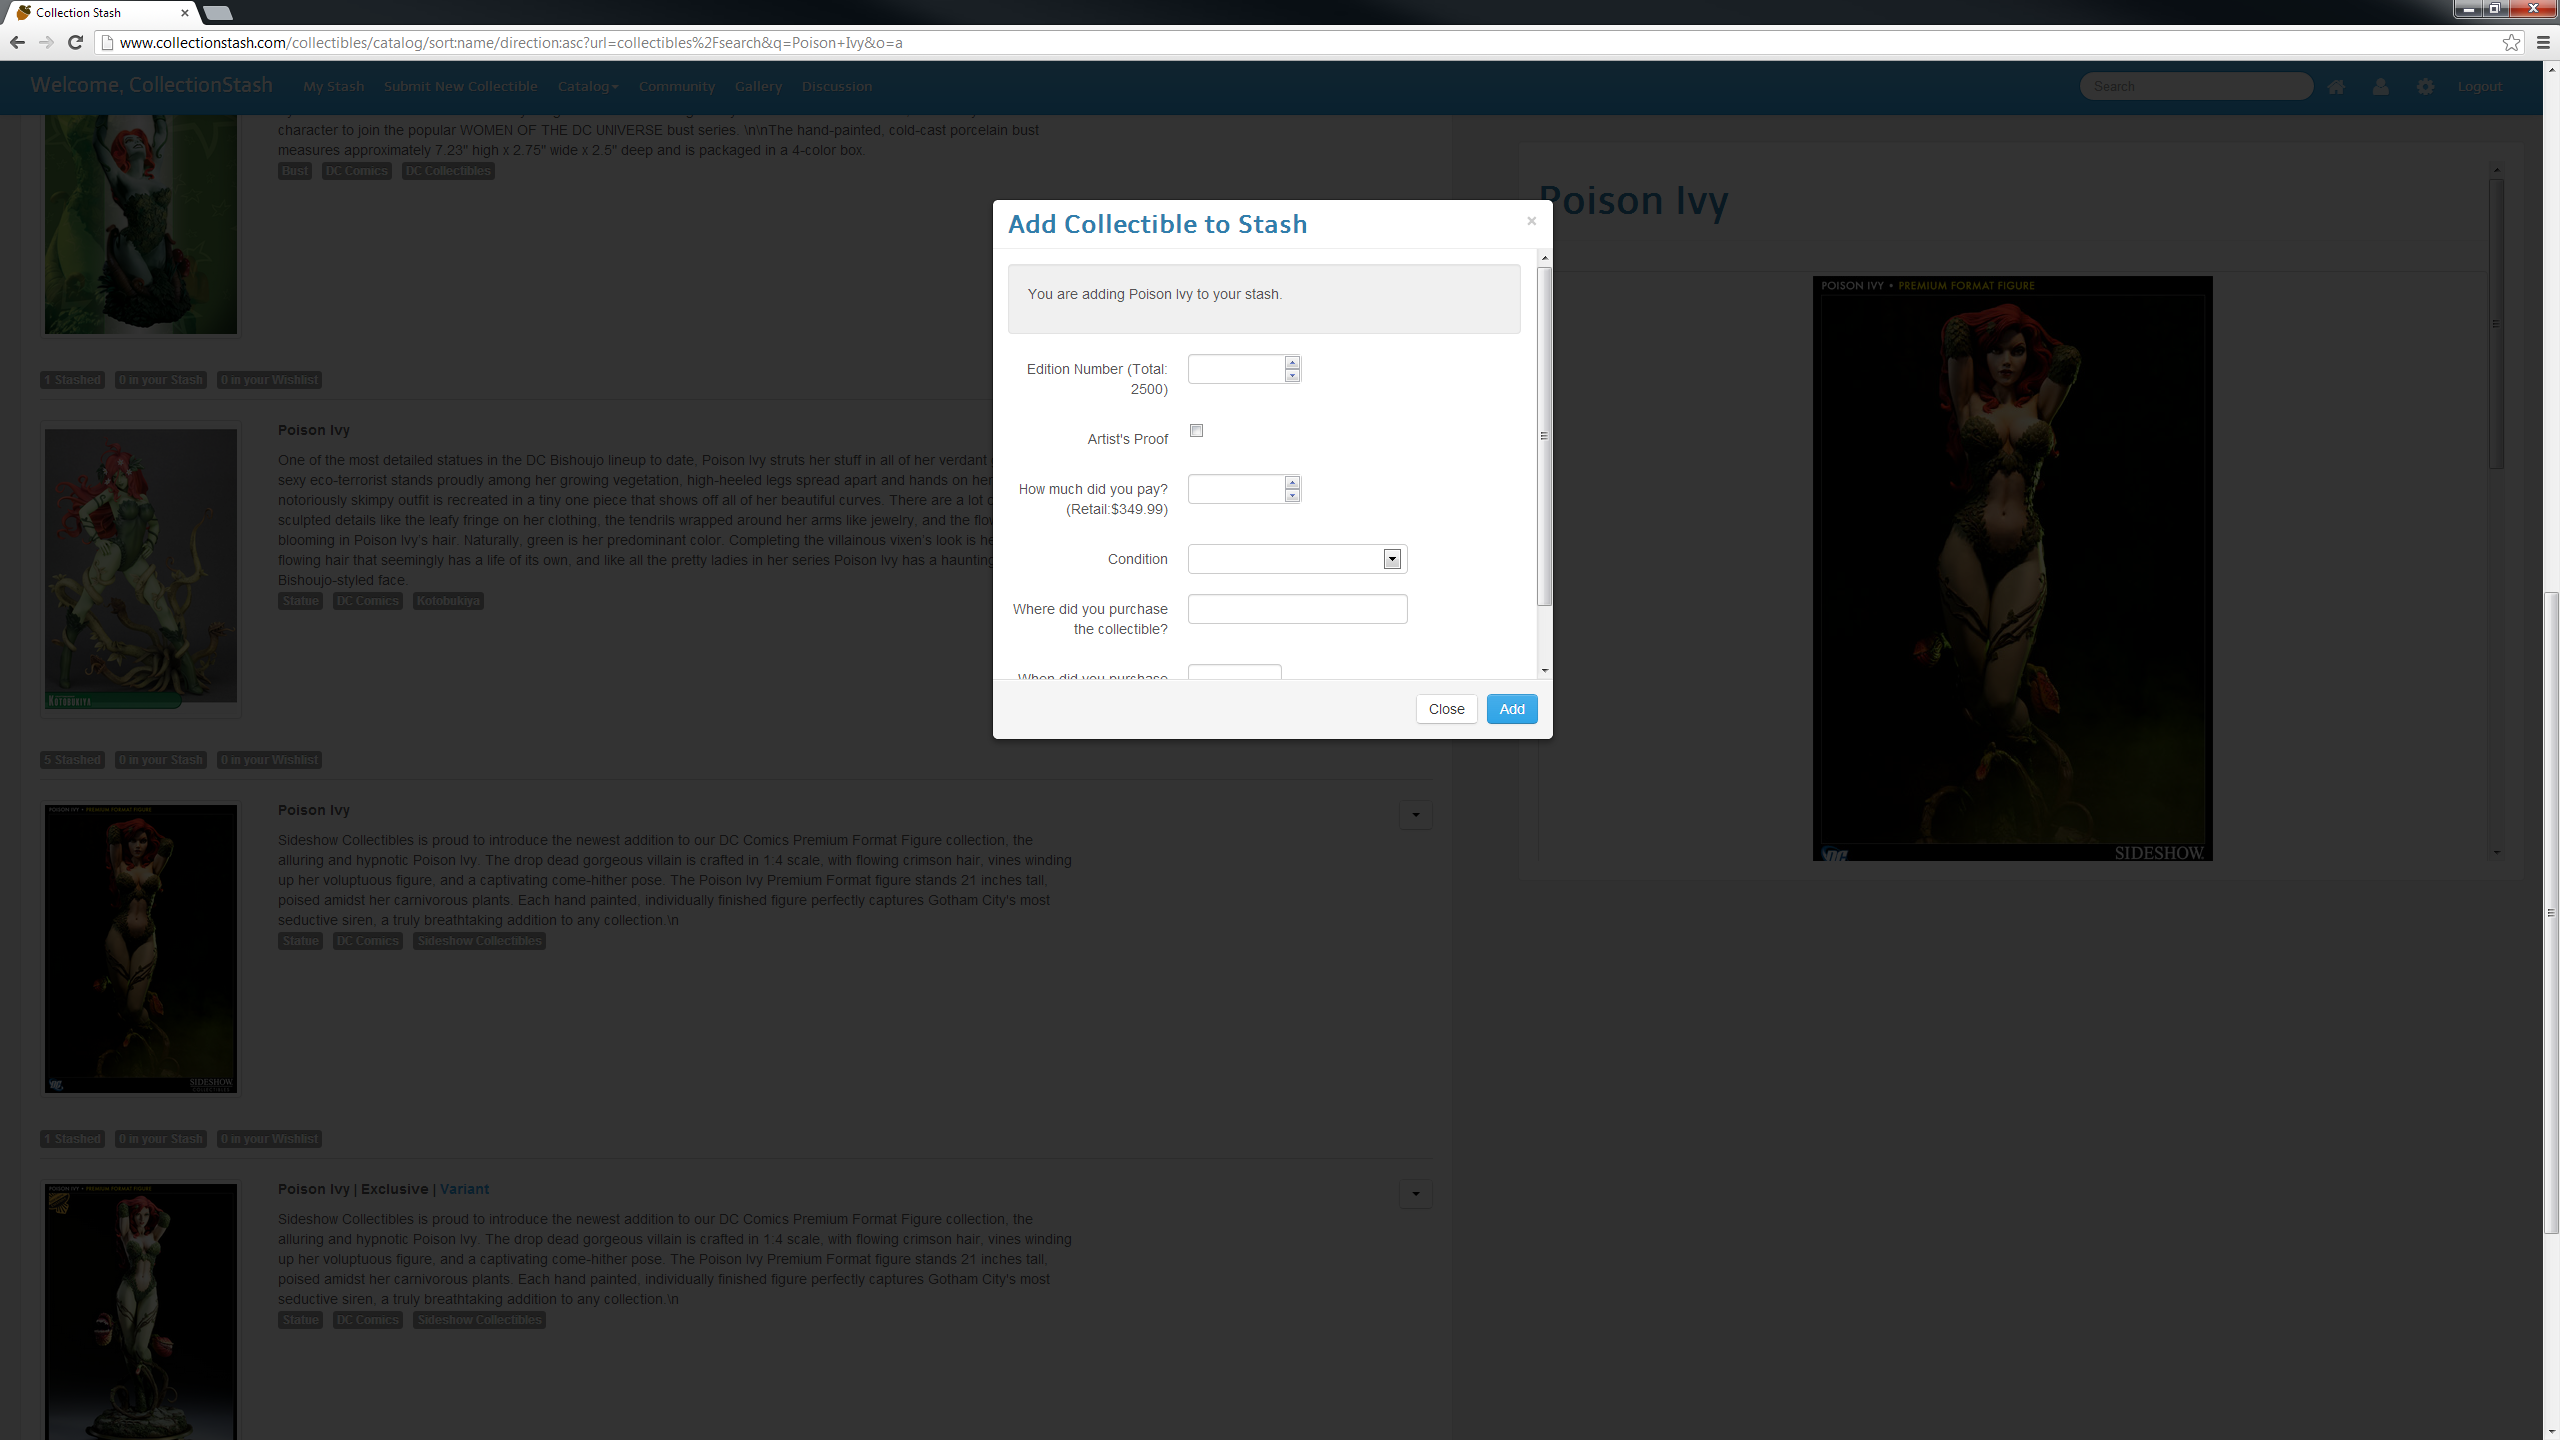 Collection Stash
www.collectionstash.com/collectibles/catalog/sort:name/direction:asc?url=collectibles%2Fsearch&q=Poison+Ivy&o=a
Welcome, CollectionStash My Stash Submit New Collectible Catalog Community Gallery Discussion Search Logout
character to join the popular WOMEN OF THE DC UNIVERSE bust series. \n\nThe hand-painted, cold-cast porcelain bust
measures approximately 7.23" high x 2.75" wide x 2.5" deep and is packaged in a 4-color box.
Bust DC Comics DC Collectibles
1 Stashed 0 in your Stash 0 in your Wishlist
Poison Ivy
One of the most detailed statues in the DC Bishoujo lineup to date, Poison Ivy struts her stuff in all of her verdant
sexy eco-terrorist stands proudly among her growing vegetation, high-heeled legs spread apart and hands on her
notoriously skimpy outfit is recreated in a tiny one piece that shows off all of her beautiful curves. There are a lot
sculpted details like the leafy fringe on her clothing, the tendrils wrapped around her arms like jewelry, and the
blooming in Poison Ivy's hair. Naturally, green is her predominant color. Completing the villainous vixen's look is
flowing hair that seemingly has a life of its own, and like all the pretty ladies in her series Poison Ivy has a haunting
Bishoujo-styled face.
Statue DC Comics Kotobukiya
KOTOBUKIYA
5 Stashed 0 in your Stash 0 in your Wishlist
Poison Ivy
Sideshow Collectibles is proud to introduce the newest addition to our DC Comics Premium Format Figure collection, the
alluring and hypnotic Poison Ivy. The drop dead gorgeous villain is crafted in 1:4 scale, with flowing crimson hair, vines winding
up her voluptuous figure, and a captivating come-hither pose. The Poison Ivy Premium Format figure stands 21 inches tall,
poised amidst her carnivorous plants. Each hand painted, individually finished figure perfectly captures Gotham City's most
seductive siren, a truly breathtaking addition to any collection.\n
Statue DC Comics Sideshow Collectibles
POISON IVY • PREMIUM FORMAT FIGURE
SIDESHOW
1 Stashed 0 in your Stash 0 in your Wishlist
Poison Ivy | Exclusive | Variant
Sideshow Collectibles is proud to introduce the newest addition to our DC Comics Premium Format Figure collection, the
alluring and hypnotic Poison Ivy. The drop dead gorgeous villain is crafted in 1:4 scale, with flowing crimson hair, vines winding
up her voluptuous figure, and a captivating come-hither pose. The Poison Ivy Premium Format figure stands 21 inches tall,
poised amidst her carnivorous plants. Each hand painted, individually finished figure perfectly captures Gotham City's most
seductive siren, a truly breathtaking addition to any collection.\n
Statue DC Comics Sideshow Collectibles
POISON IVY • PREMIUM FORMAT FIGURE
Add Collectible to Stash ×
You are adding Poison Ivy to your stash.
Edition Number (Total:
2500)
Artist's Proof
How much did you pay?
(Retail:$349.99)
Condition
Where did you purchase
the collectible?
When did you purchase
Close Add
Poison Ivy
POISON IVY • PREMIUM FORMAT FIGURE
DC SIDESHOW